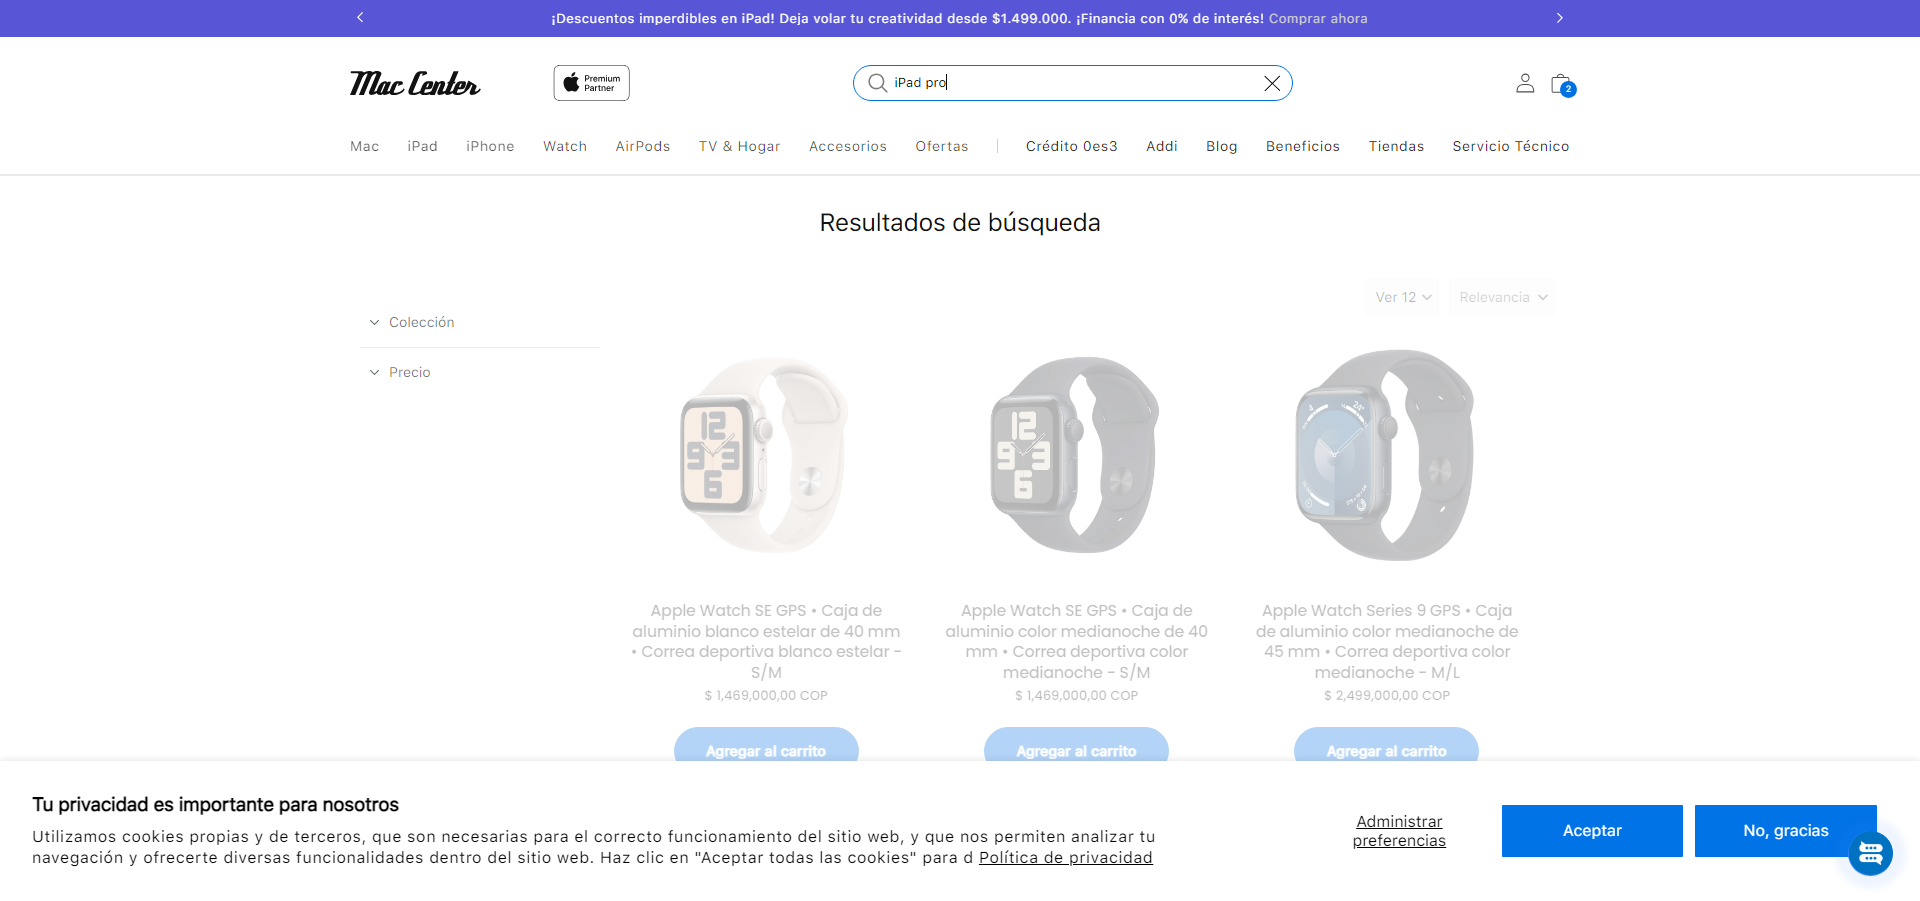 ¡Descuentos imperdibles en iPad! Deja volar tu creatividad desde $1.499.000. ¡Financia con 0% de interés! Comprar ahora
Mac Center
Premium
Partner
iPad pro
2
Mac iPad iPhone Watch AirPods TV & Hogar Accesorios Ofertas Crédito 0es3 Addi Blog Beneficios Tiendas Servicio Técnico
Resultados de búsqueda
Ver 12 Relevancia
Colección
Precio
Apple Watch SE GPS • Caja de
aluminio blanco estelar de 40 mm
• Correa deportiva blanco estelar -
S/M
$ 1,469,000,00 COP
Agregar al carrito
Apple Watch SE GPS • Caja de
aluminio color medianoche de 40
mm • Correa deportiva color
medianoche - S/M
$ 1,469,000,00 COP
Agregar al carrito
Apple Watch Series 9 GPS • Caja
de aluminio color medianoche de
45 mm • Correa deportiva color
medianoche - M/L
$ 2,499,000,00 COP
Agregar al carrito
Tu privacidad es importante para nosotros
Utilizamos cookies propias y de terceros, que son necesarias para el correcto funcionamiento del sitio web, y que nos permiten analizar tu
navegación y ofrecerte diversas funcionalidades dentro del sitio web. Haz clic en "Aceptar todas las cookies" para d Política de privacidad
Administrar
preferencias
Aceptar
No, gracias